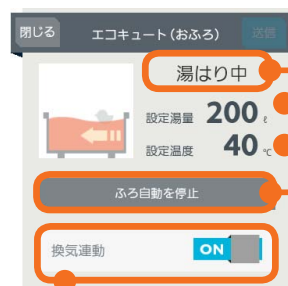 閉じる エコキュート(おふろ) 送信
湯はり中
設定湯量 200 ℓ
設定温度 40 ℃
ふろ自動を停止
換気連動 ON